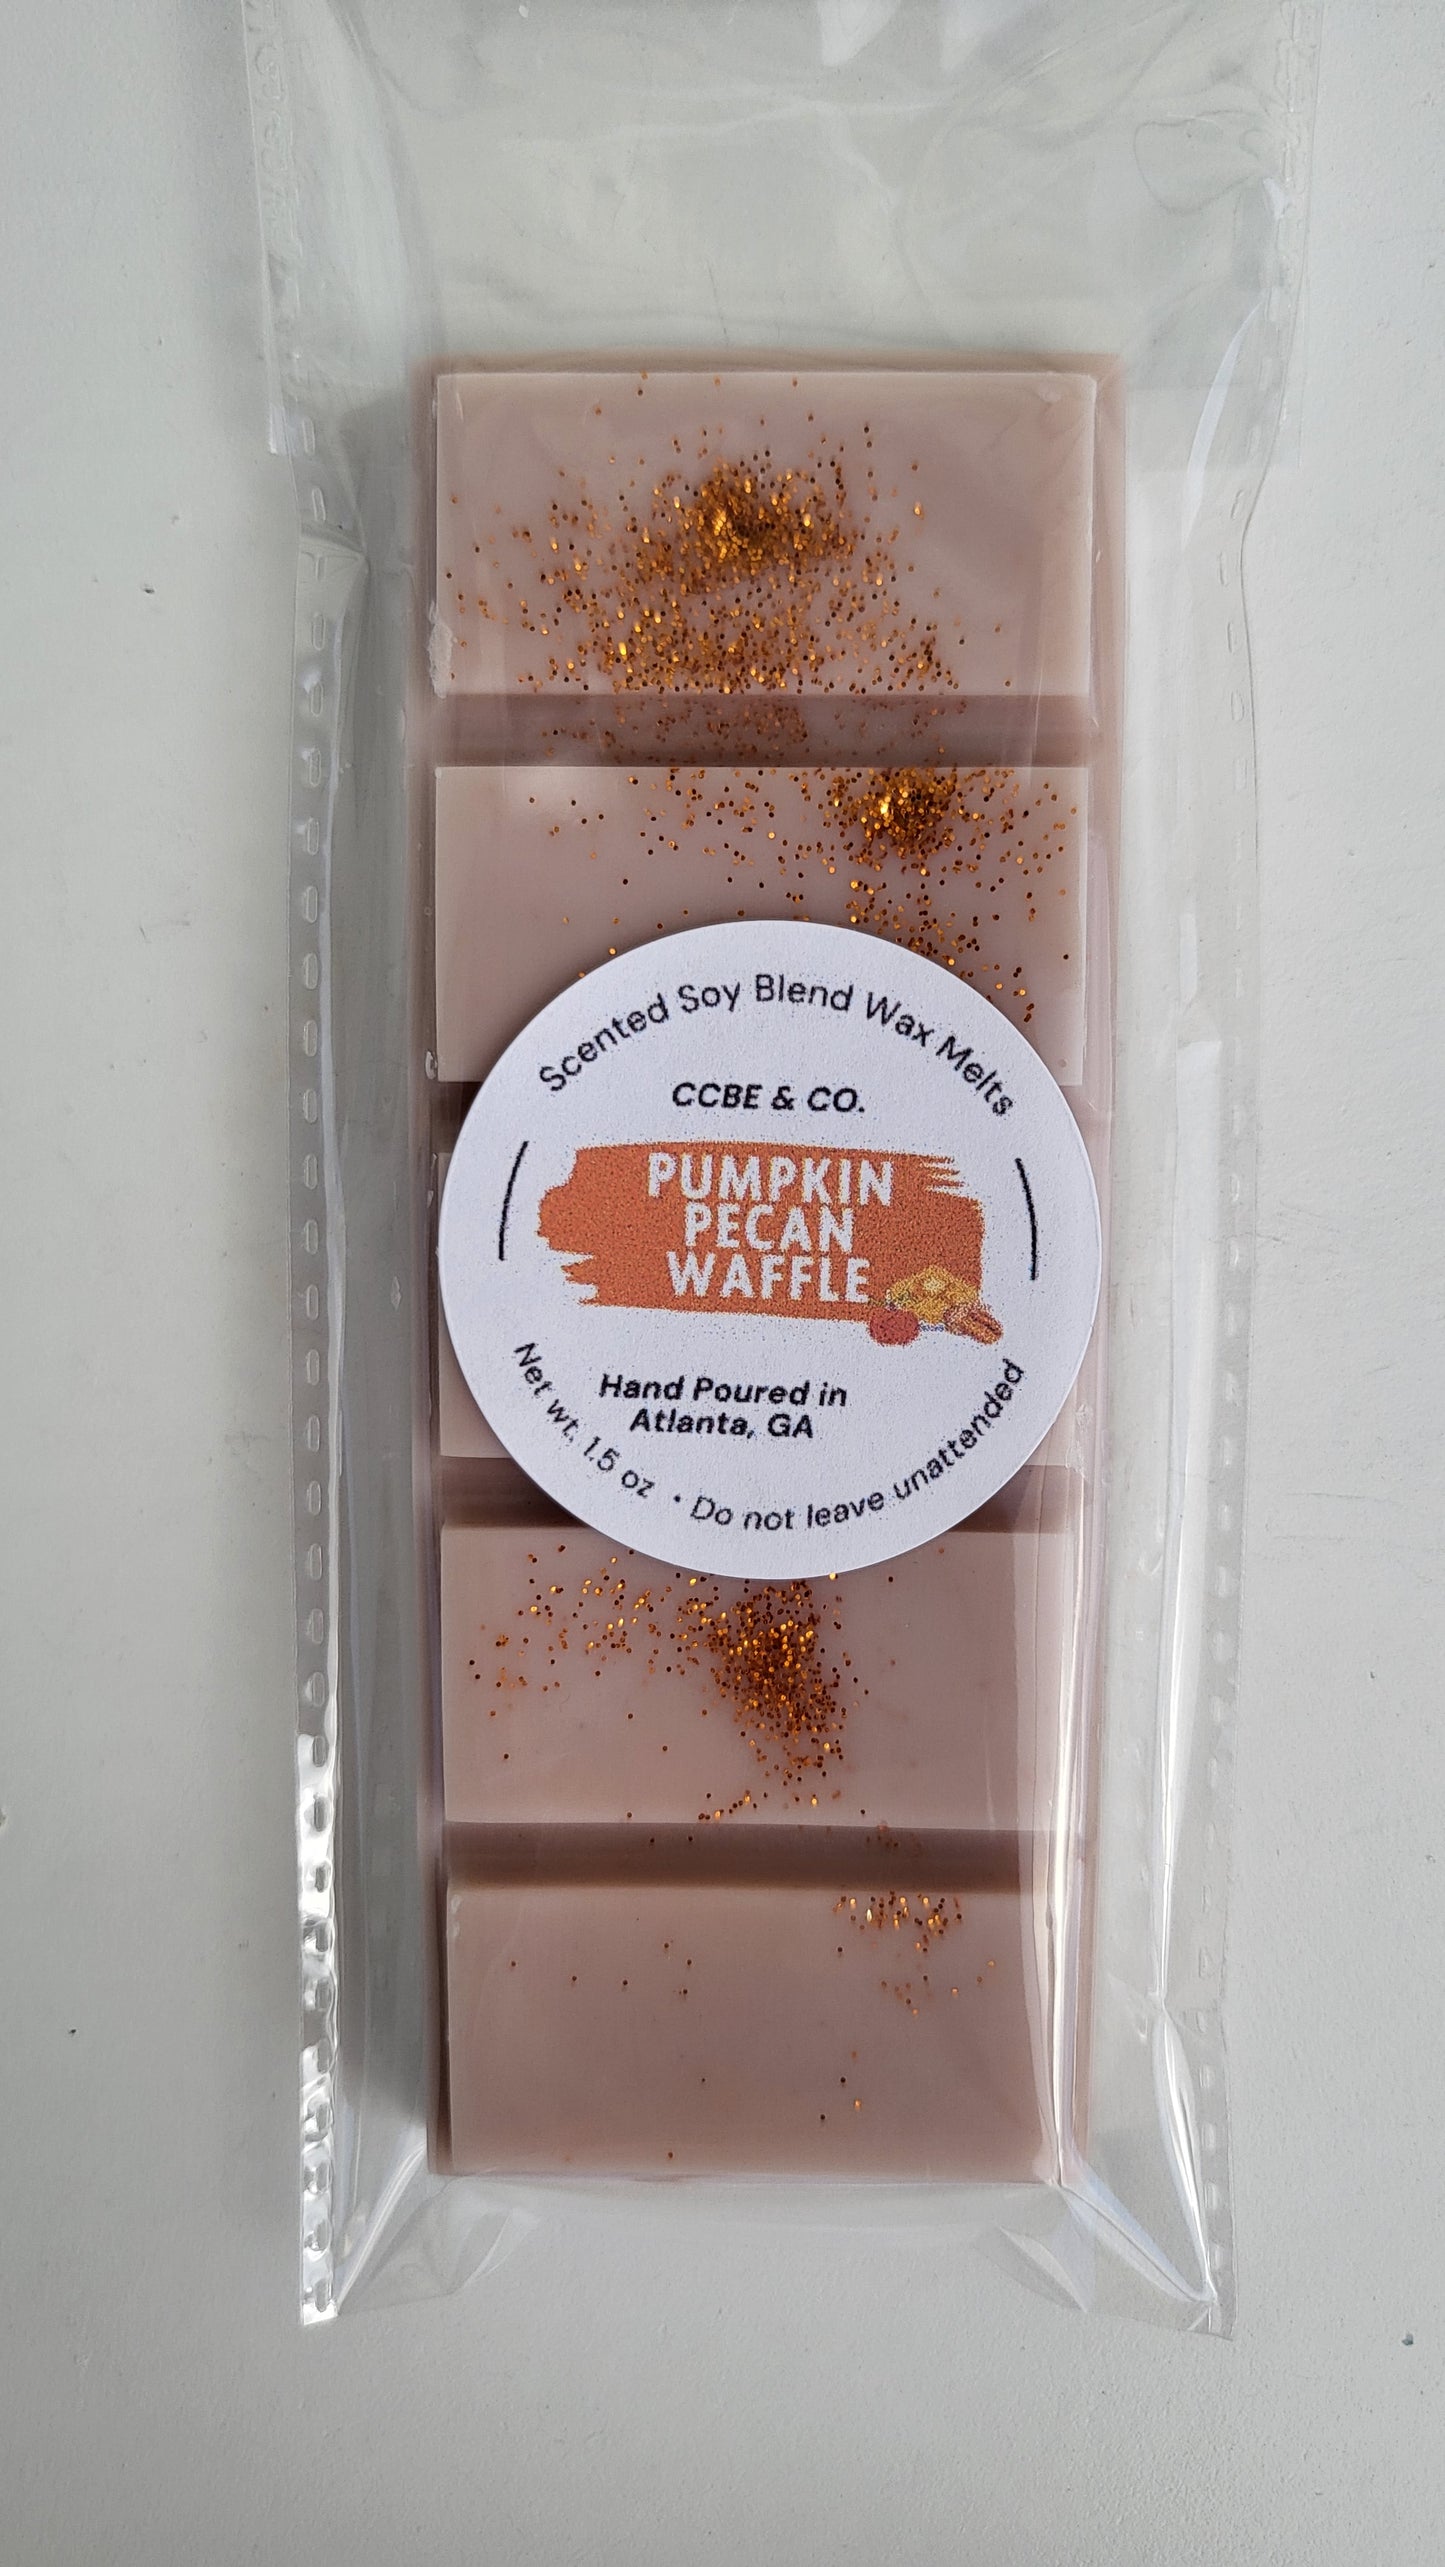 Scented Soy Blend Wax Melts
CCBE & CO.
PUMPKIN
PECAN
WAFFLE
Hand Poured in
Atlanta, GA
Net wt. 1.5 oz • Do not leave unattended